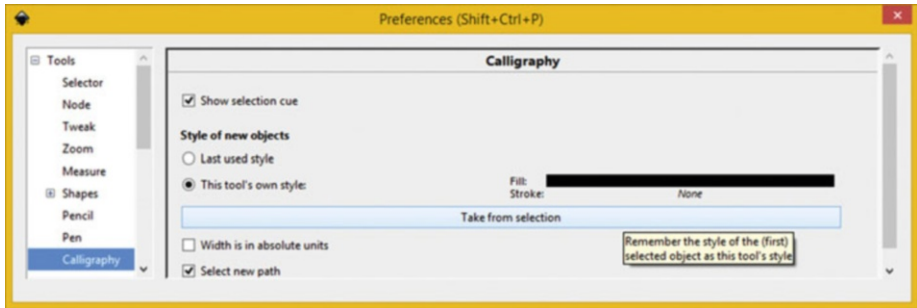 Preferences (Shift+Ctrl+P)
Tools
Selector
Node
Tweak
Zoom
Measure
Shapes
Pencil
Pen
Calligraphy
Calligraphy
Show selection cue
Style of new objects
Last used style
This tool's own style:
Fill:
Stroke: None
Take from selection
Width is in absolute units
Remember the style of the (first)
selected object as this tool's style
Select new path